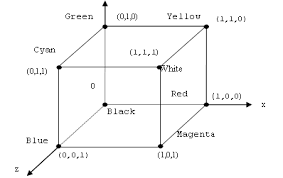 Green (0,1,0) Yellow (1,1,0)
Cyan (1,1,1)
(0,1,1) White
0 Red (1,0,0) x
Black
Blue Magenta
(0,0,1) (1,0,1)
z